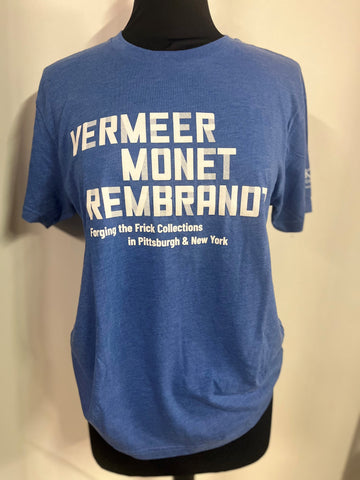 VERMEER
MONET
REMBRANDT
Forging the Frick Collections
in Pittsburgh & New York